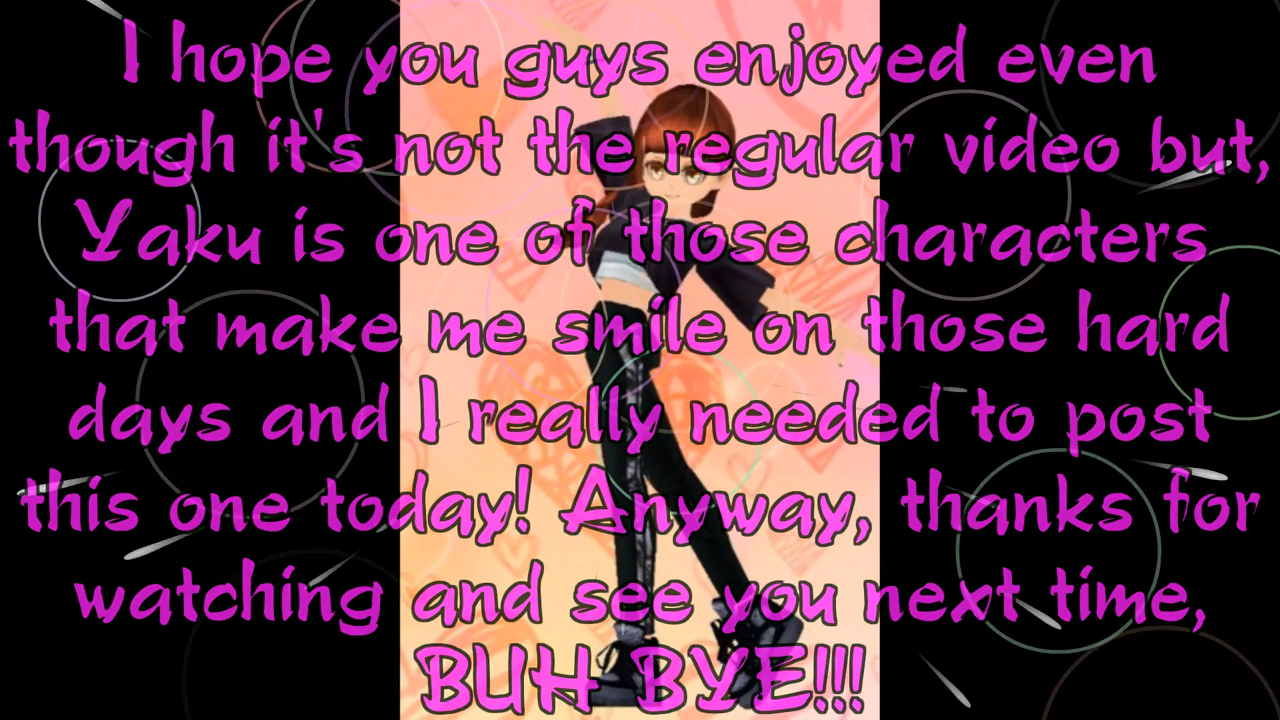 I hope you guys enjoyed even
though it's not the regular video but,
Yaku is one of those characters
that make me smile on those hard
days and I really needed to post
this one today! Anyway, thanks for
watching and see you next time,
BUH BYE!!!